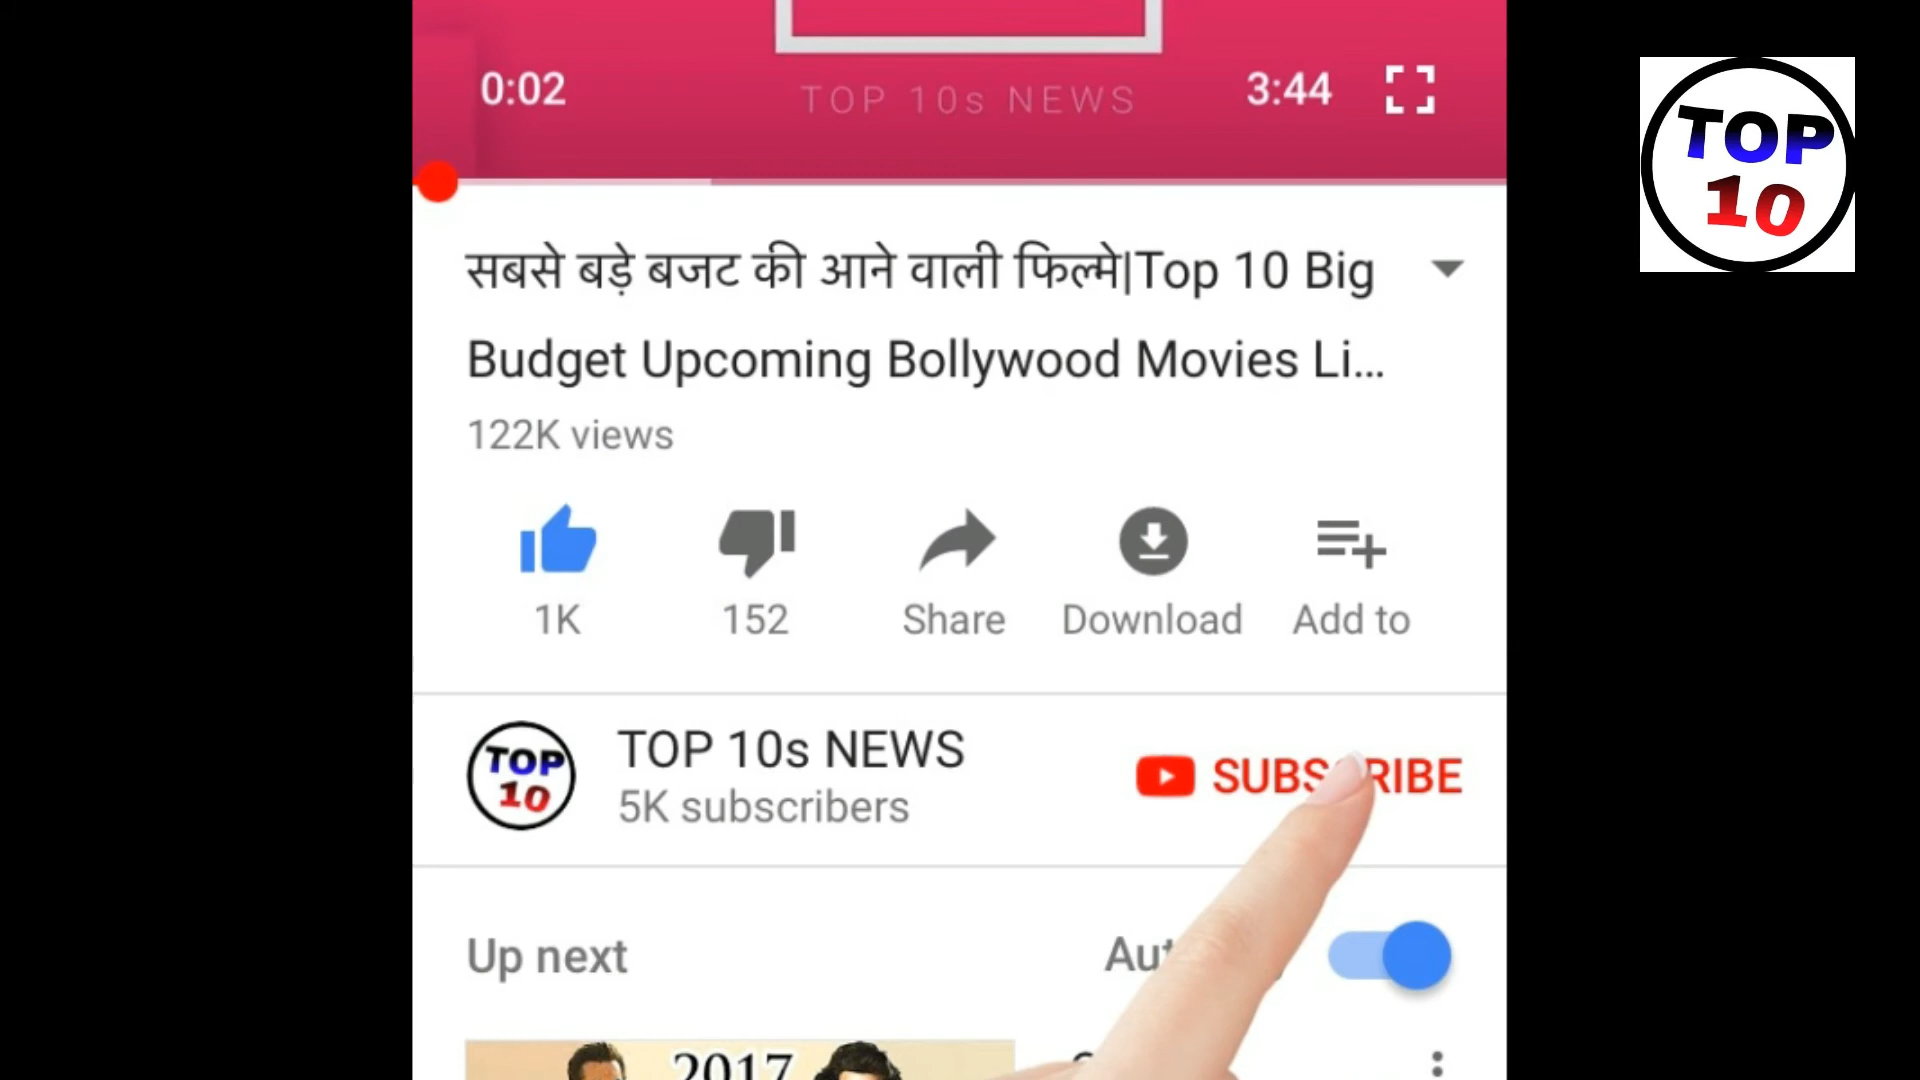 0:02
TOP 10s NEWS
3:44
TOP
10
सबसे बड़े बजट की आने वाली फिल्मे|Top 10 Big
Budget Upcoming Bollywood Movies Li...
122K views
1K
152
Share
Download
Add to
TOP
10
TOP 10s NEWS
5K subscribers
SUBSCRIBE
Up next
2017